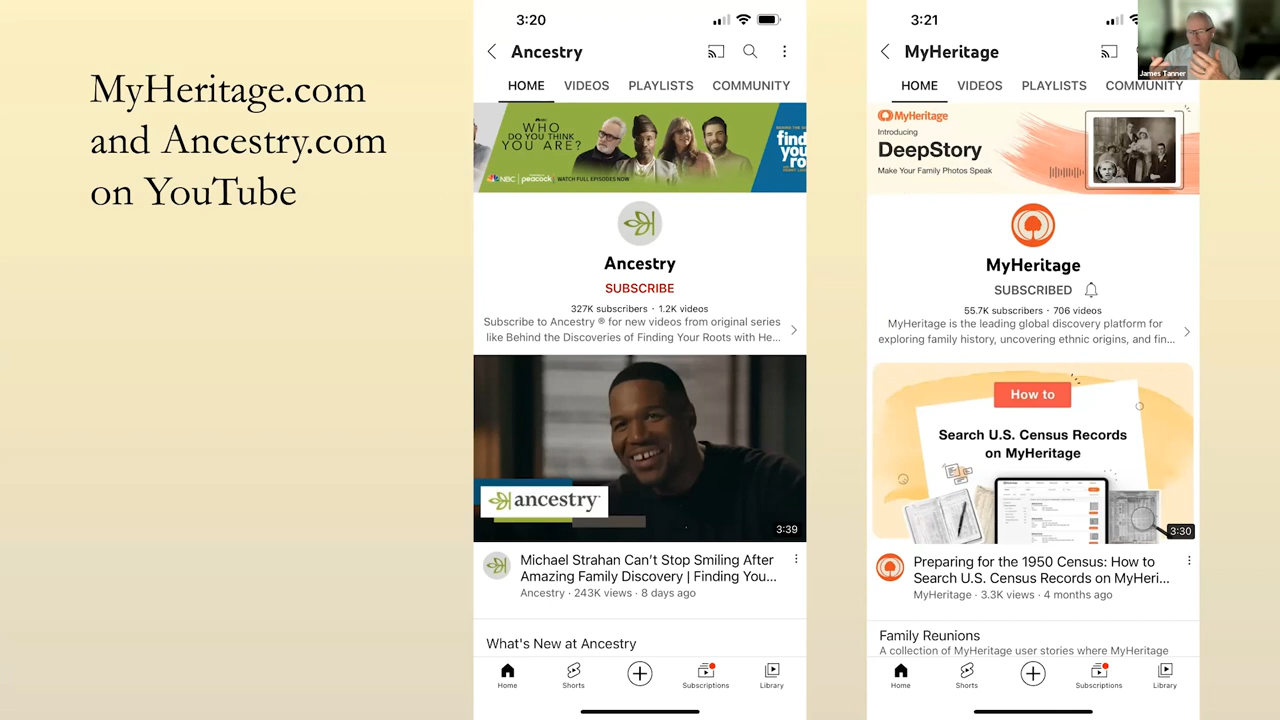 MyHeritage.com
and Ancestry.com
on YouTube
3:20
Ancestry
HOME VIDEOS PLAYLISTS COMMUNITY
NBC
WHO
DO YOU THINK
YOU ARE?
NBC peacock WATCH FULL EPISODES NOW
find
you
ro
Ancestry
SUBSCRIBE
327K subscribers · 1.2K videos
Subscribe to Ancestry ® for new videos from original series
like Behind the Discoveries of Finding Your Roots with He...
ancestry
3:39
Michael Strahan Can't Stop Smiling After
Amazing Family Discovery | Finding You...
Ancestry · 243K views · 8 days ago
What's New at Ancestry
Home Shorts Subscriptions Library
3:21
MyHeritage
HOME VIDEOS PLAYLISTS COMMUNITY
James Tanner
MyHeritage
Introducing
DeepStory
Make Your Family Photos Speak
MyHeritage
SUBSCRIBED
55.7K subscribers · 706 videos
MyHeritage is the leading global discovery platform for
exploring family history, uncovering ethnic origins, and fin...
How to
Search U.S. Census Records
on MyHeritage
3:30
Preparing for the 1950 Census: How to
Search U.S. Census Records on MyHeri...
MyHeritage · 3.3K views · 4 months ago
Family Reunions
A collection of MyHeritage user stories where MyHeritage
Home Shorts Subscriptions Library